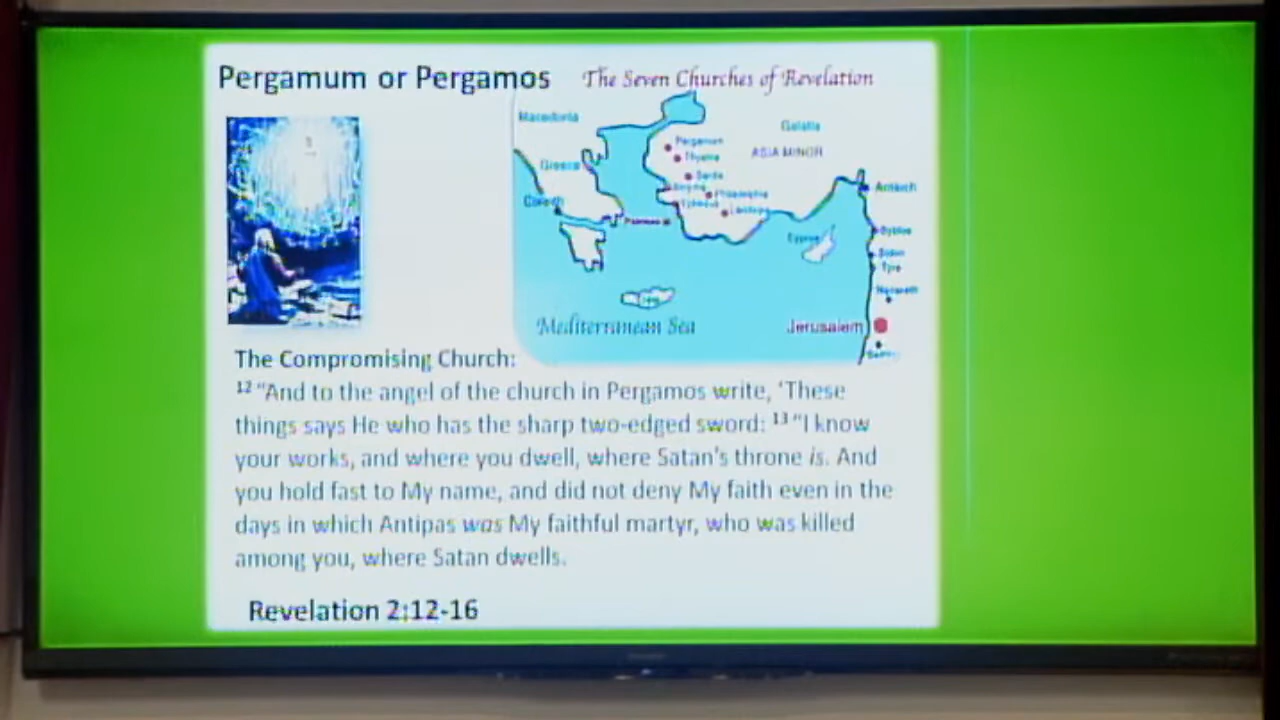 Pergamum or Pergamos
The Seven Churches of Revelation
Macedonia
Galatia
Pergamum
ASIA MINOR
Thyatira
Greece
Sardis
Smyrna
Philadelphia
Antioch
Corinth
Ephesus
Laodicea
Patmos
Byblos
Cyprus
Sidon
Tyre
Nazareth
Mediterranean Sea
Jerusalem
The Compromising Church:
12 “And to the angel of the church in Pergamos write, ‘These
things says He who has the sharp two-edged sword: 13 “I know
your works, and where you dwell, where Satan’s throne is. And
you hold fast to My name, and did not deny My faith even in the
days in which Antipas was My faithful martyr, who was killed
among you, where Satan dwells.
Revelation 2:12-16